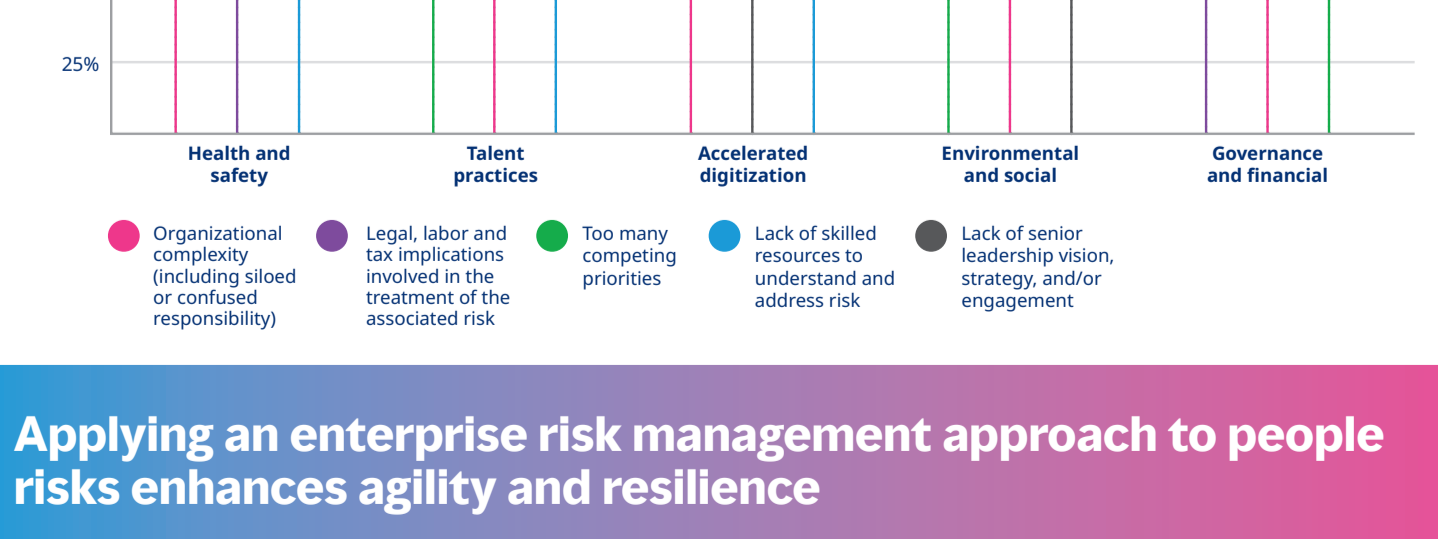 25%
Health and
safety
Talent
practices
Accelerated
digitization
Environmental
and social
Governance
and financial
Organizational
complexity
(including siloed
or confused
responsibility)
Legal, labor and
tax implications
involved in the
treatment of the
associated risk
Too many
competing
priorities
Lack of skilled
resources to
understand and
address risk
Lack of senior
leadership vision,
strategy, and/or
engagement
Applying an enterprise risk management approach to people
risks enhances agility and resilience